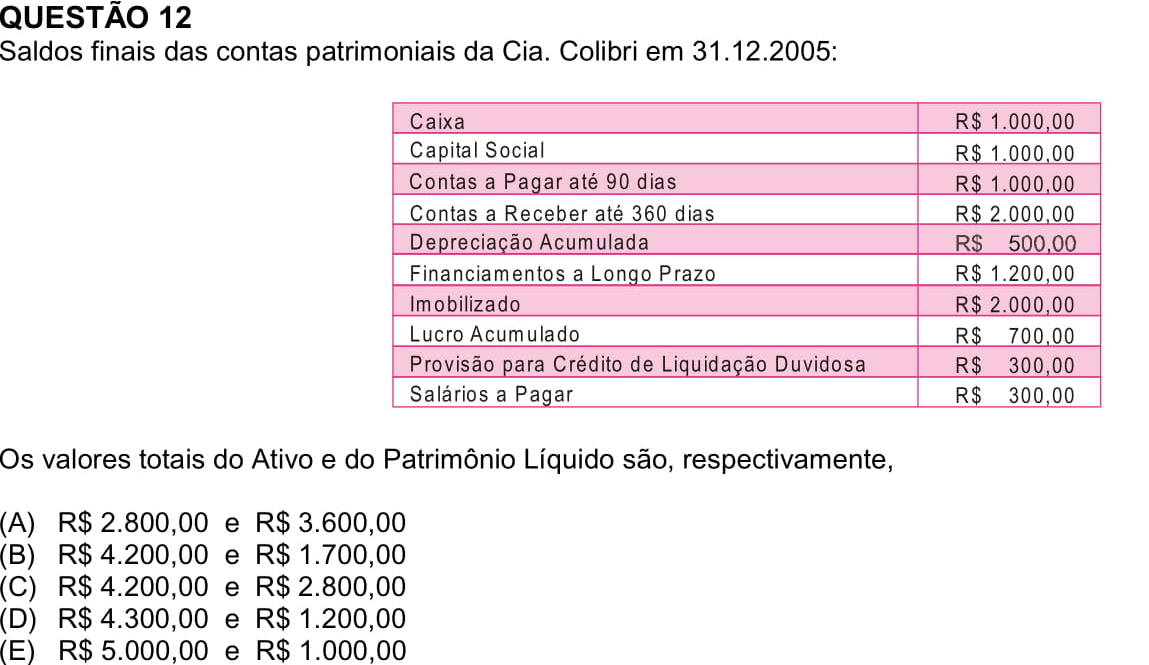 QUESTÃO 12
Saldos finais das contas patrimoniais da Cia. Colibri em 31.12.2005:
Caixa R$ 1.000,00
Capital Social R$ 1.000,00
Contas a Pagar até 90 dias R$ 1.000,00
Contas a Receber até 360 dias R$ 2.000,00
Depreciação Acumulada R$ 500,00
Financiamentos a Longo Prazo R$ 1.200,00
Imobilizado R$ 2.000,00
Lucro Acumulado R$ 700,00
Provisão para Crédito de Liquidação Duvidosa R$ 300,00
Salários a Pagar R$ 300,00
Os valores totais do Ativo e do Patrimônio Líquido são, respectivamente,
(A) R$ 2.800,00 e R$ 3.600,00
(B) R$ 4.200,00 e R$ 1.700,00
(C) R$ 4.200,00 e R$ 2.800,00
(D) R$ 4.300,00 e R$ 1.200,00
(E) R$ 5.000,00 e R$ 1.000,00